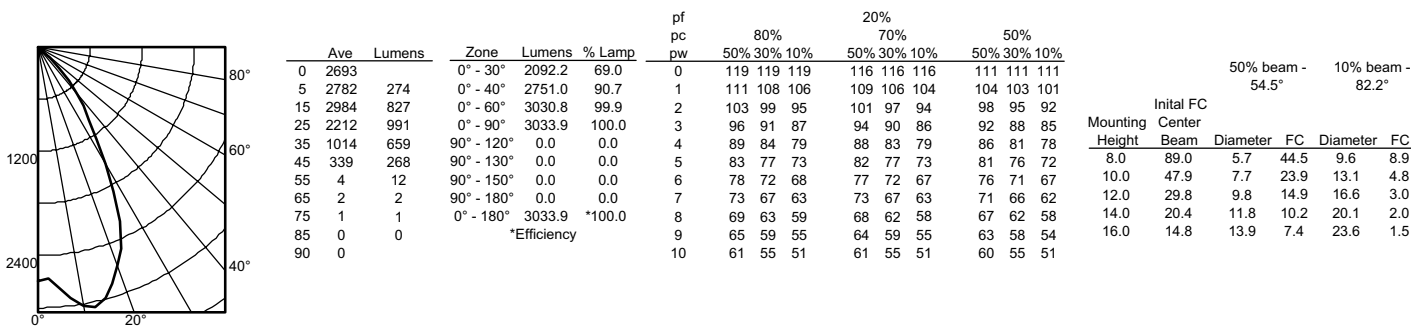 80°
60°
40°
1200
2400
0°
20°
Ave Lumens
0 2693
5 2782 274
15 2984 827
25 2212 991
35 1014 659
45 339 268
55 4 12
65 2 2
75 1 1
85 0 0
90 0
Zone Lumens % Lamp
0° - 30° 2092.2 69.0
0° - 40° 2751.0 90.7
0° - 60° 3030.8 99.9
0° - 90° 3033.9 100.0
90° - 120° 0.0 0.0
90° - 130° 0.0 0.0
90° - 150° 0.0 0.0
90° - 180° 0.0 0.0
0° - 180° 3033.9 *100.0
*Efficiency
pf 20%
pc 80% 70% 50%
pw 50% 30% 10% 50% 30% 10% 50% 30% 10%
0 119 119 119 116 116 116 111 111 111
1 111 108 106 109 106 104 104 103 101
2 103 99 95 101 97 94 98 95 92
3 96 91 87 94 90 86 92 88 85
4 89 84 79 88 83 79 86 81 78
5 83 77 73 82 77 73 81 76 72
6 78 72 68 77 72 67 76 71 67
7 73 67 63 73 67 63 71 66 62
8 69 63 59 68 62 58 67 62 58
9 65 59 55 64 59 55 63 58 54
10 61 55 51 61 55 51 60 55 51
50% beam - 10% beam -
54.5° 82.2°
Inital FC
Mounting Center
Height Beam Diameter FC Diameter FC
8.0 89.0 5.7 44.5 9.6 8.9
10.0 47.9 7.7 23.9 13.1 4.8
12.0 29.8 9.8 14.9 16.6 3.0
14.0 20.4 11.8 10.2 20.1 2.0
16.0 14.8 13.9 7.4 23.6 1.5